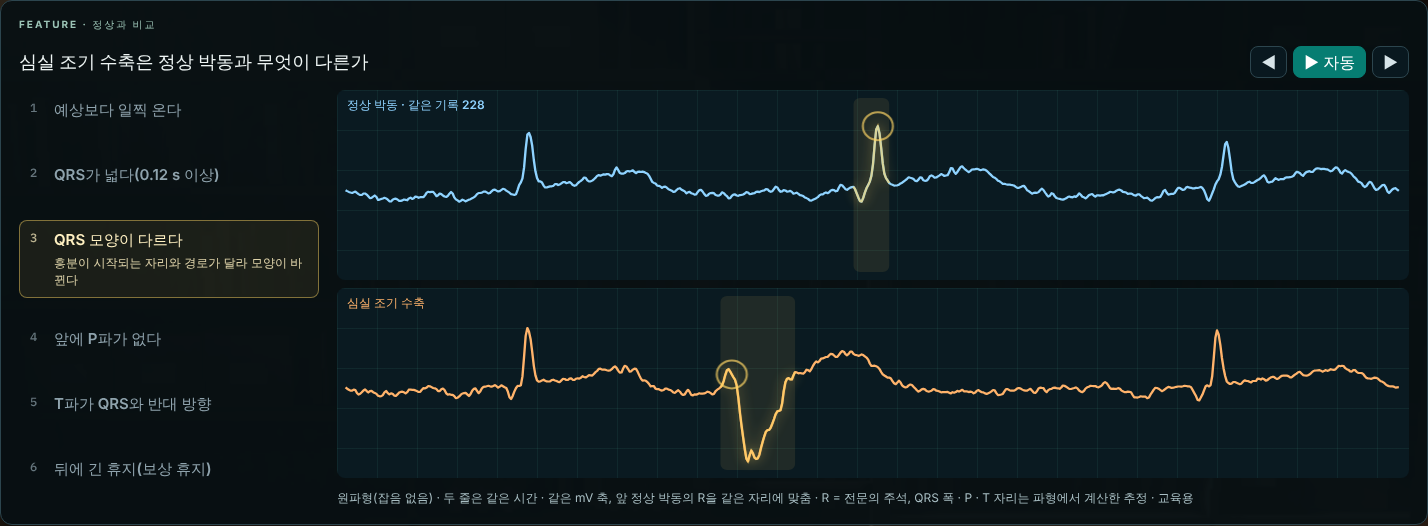 FEATURE · 정상과 비교
심실 조기 수축은 정상 박동과 무엇이 다른가
◀ ▶ 자동 ▶
1 예상보다 일찍 온다
2 QRS가 넓다(0.12 s 이상)
3 QRS 모양이 다르다
흥분이 시작되는 자리와 경로가 달라 모양이 바
뀐다
4 앞에 P파가 없다
5 T파가 QRS와 반대 방향
6 뒤에 긴 휴지(보상 휴지)
정상 박동 · 같은 기록 228
심실 조기 수축
원파형(잡음 없음) · 두 줄은 같은 시간 · 같은 mV 축, 앞 정상 박동의 R을 같은 자리에 맞춤 · R = 전문의 주석, QRS 폭 · P · T 자리는 파형에서 계산한 추정 · 교육용